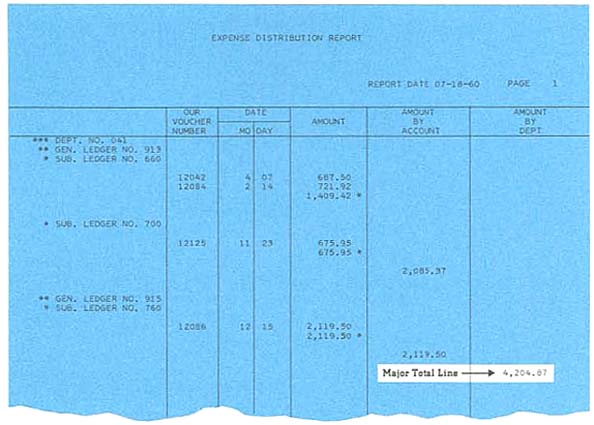 EXPENSE DISTRIBUTION REPORT
REPORT DATE 07-18-60 PAGE 1
OUR VOUCHER NUMBER
DATE
MO DAY
AMOUNT
AMOUNT BY ACCOUNT
AMOUNT BY DEPT
*** DEPT. NO. 041
** GEN. LEDGER NO. 913
* SUB. LEDGER NO. 660
12042 4 07 687.50
12084 2 14 721.92
1,409.42 *
* SUB. LEDGER NO. 700
12125 11 23 675.95
675.95 *
2,085.37
** GEN. LEDGER NO. 915
* SUB. LEDGER NO. 760
12086 12 15 2,119.50
2,119.50 *
2,119.50
Major Total Line 4,204.87